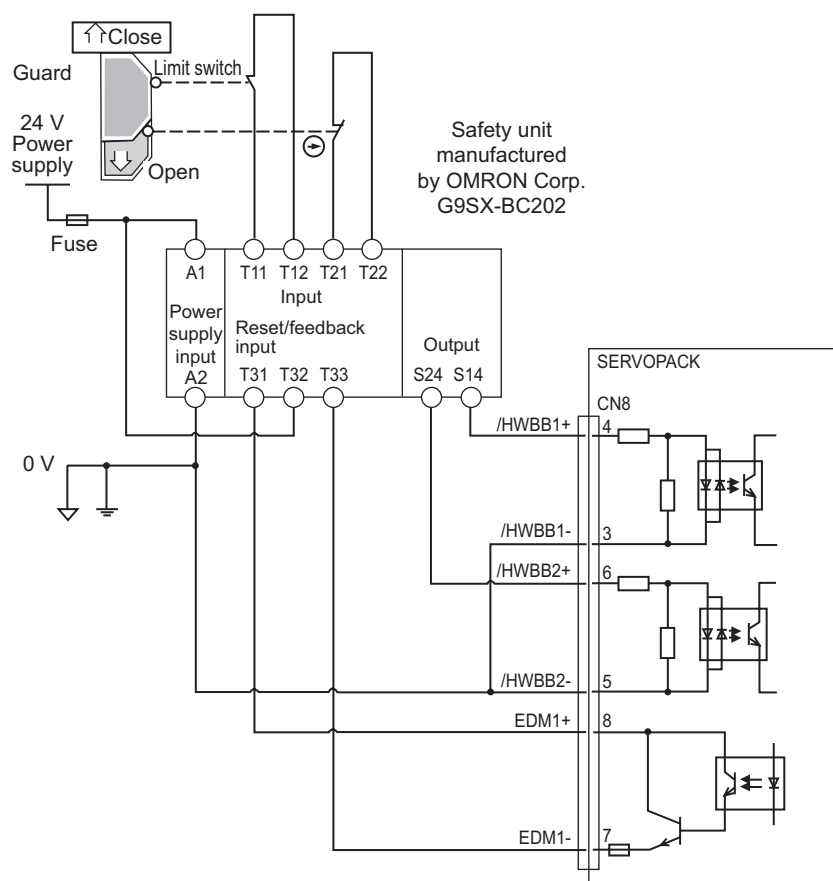 Close
Guard
Limit switch
24 V
Power
supply
Open
Fuse
Safety unit
manufactured
by OMRON Corp.
G9SX-BC202
A1
T11
T12
T21
T22
Input
Power
supply
input
A2
Reset/feedback
input
T31
T32
T33
Output
S24
S14
SERVOPACK
CN8
/HWBB1+
4
0 V
/HWBB1-
3
/HWBB2+
6
/HWBB2-
5
EDM1+
8
EDM1-
7